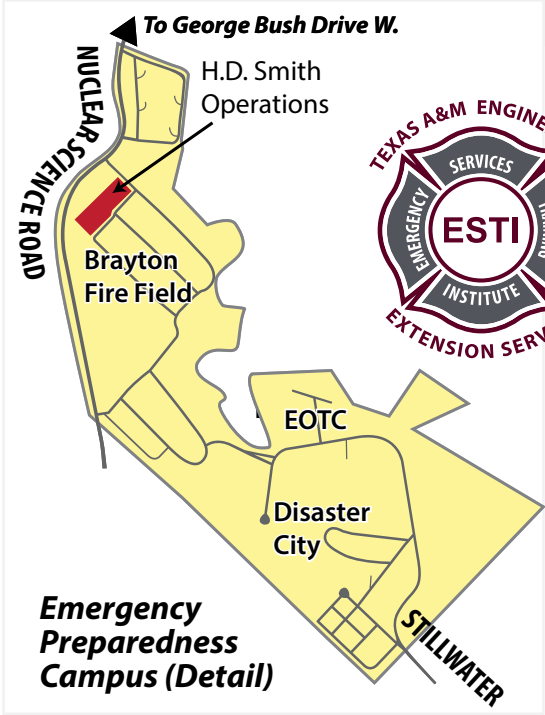 To George Bush Drive W.
NUCLEAR SCIENCE ROAD
H.D. Smith
Operations
TEXAS A&M ENGINE
SERVICES
EMERGENCY
ESTI
INSTITUTE
EXTENSION SERV
Brayton
Fire Field
EOTC
Disaster
City
Emergency
Preparedness
Campus (Detail)
STILLWATER